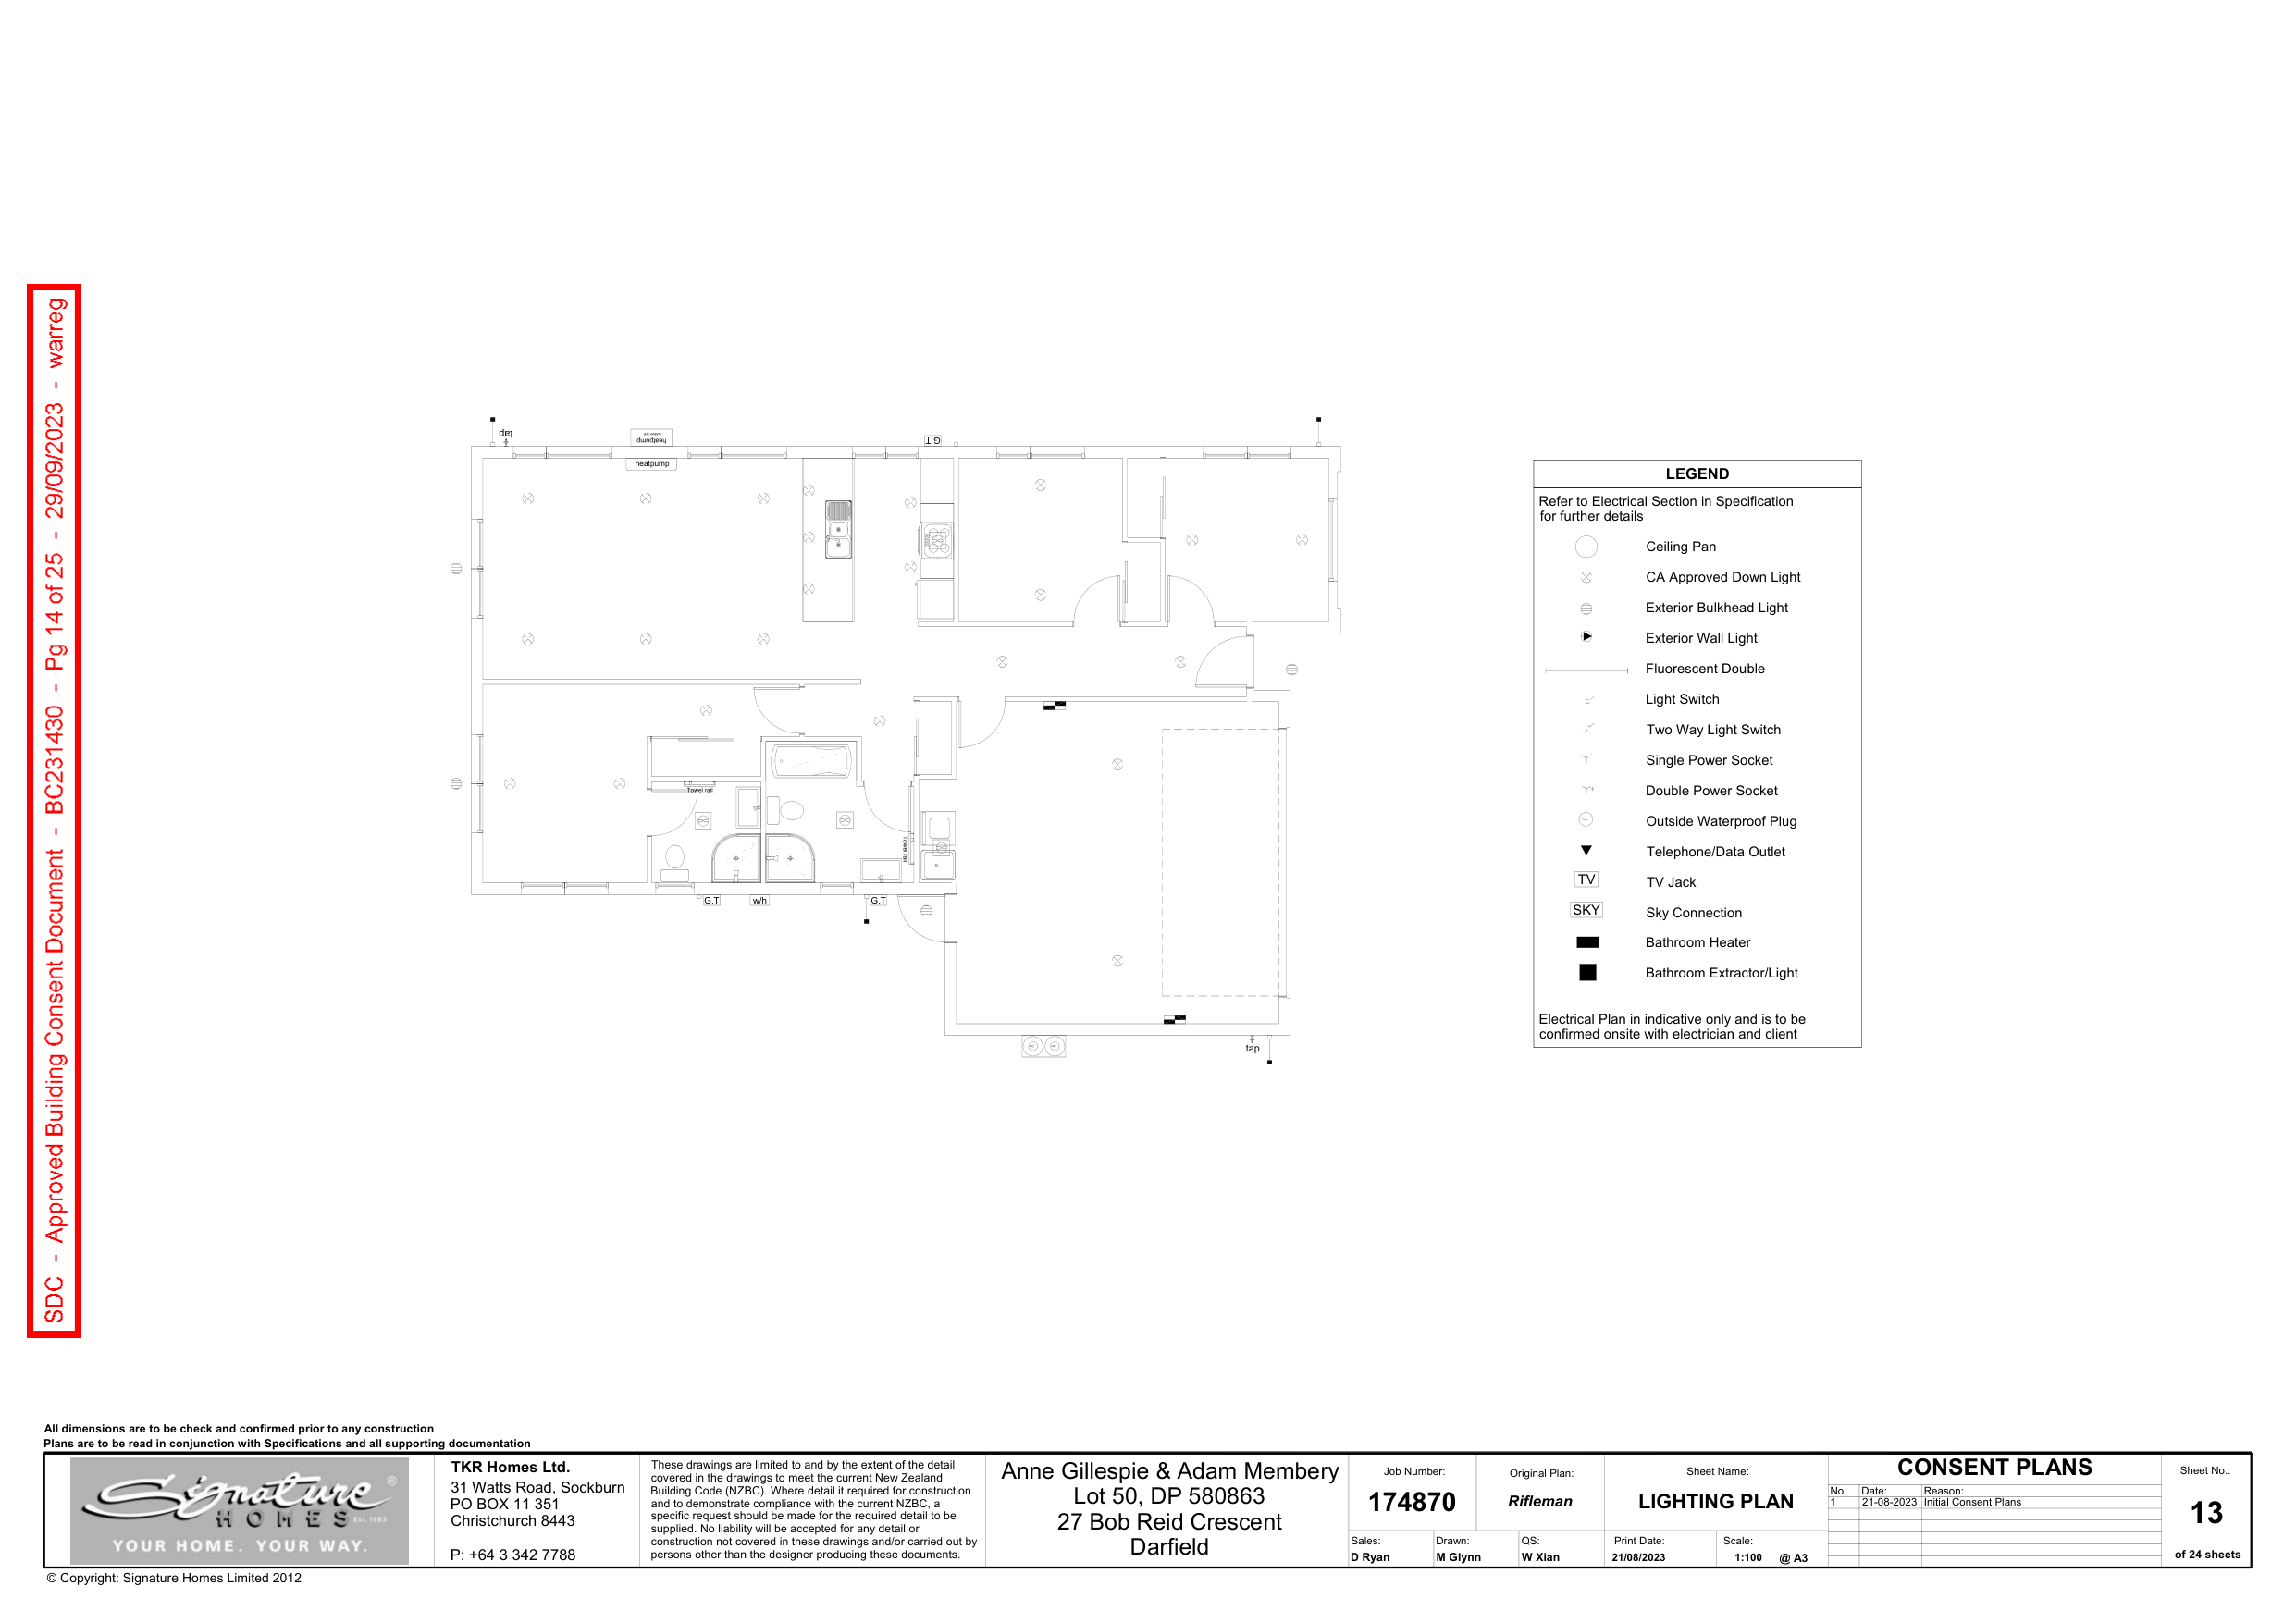 SDC - Approved Building Consent Document - BC231430 - Pg 14 of 25 - 29/09/2023 - warreg
tap
heatpump
heatpump
G.T
Towel rail
Towel rail
G.T
w/h
G.T
tap
LEGEND
Refer to Electrical Section in Specification
for further details
Ceiling Pan
CA Approved Down Light
Exterior Bulkhead Light
Exterior Wall Light
Fluorescent Double
Light Switch
Two Way Light Switch
Single Power Socket
Double Power Socket
Outside Waterproof Plug
Telephone/Data Outlet
TV TV Jack
SKY Sky Connection
Bathroom Heater
Bathroom Extractor/Light
Electrical Plan in indicative only and is to be
confirmed onsite with electrician and client
All dimensions are to be check and confirmed prior to any construction
Plans are to be read in conjunction with Specifications and all supporting documentation
Signature ®
HOMES Est. 1983
YOUR HOME. YOUR WAY.
TKR Homes Ltd.
31 Watts Road, Sockburn
PO BOX 11 351
Christchurch 8443
P: +64 3 342 7788
These drawings are limited to and by the extent of the detail
covered in the drawings to meet the current New Zealand
Building Code (NZBC). Where detail it required for construction
and to demonstrate compliance with the current NZBC, a
specific request should be made for the required detail to be
supplied. No liability will be accepted for any detail or
construction not covered in these drawings and/or carried out by
persons other than the designer producing these documents.
Anne Gillespie & Adam Membery
Lot 50, DP 580863
27 Bob Reid Crescent
Darfield
Job Number:
174870
Original Plan:
Rifleman
Sheet Name:
LIGHTING PLAN
Sales:
D Ryan
Drawn:
M Glynn
QS:
W Xian
Print Date:
21/08/2023
Scale:
1:100 @ A3
CONSENT PLANS
No. Date: Reason:
1 21-08-2023 Initial Consent Plans
Sheet No.:
13
of 24 sheets
© Copyright: Signature Homes Limited 2012